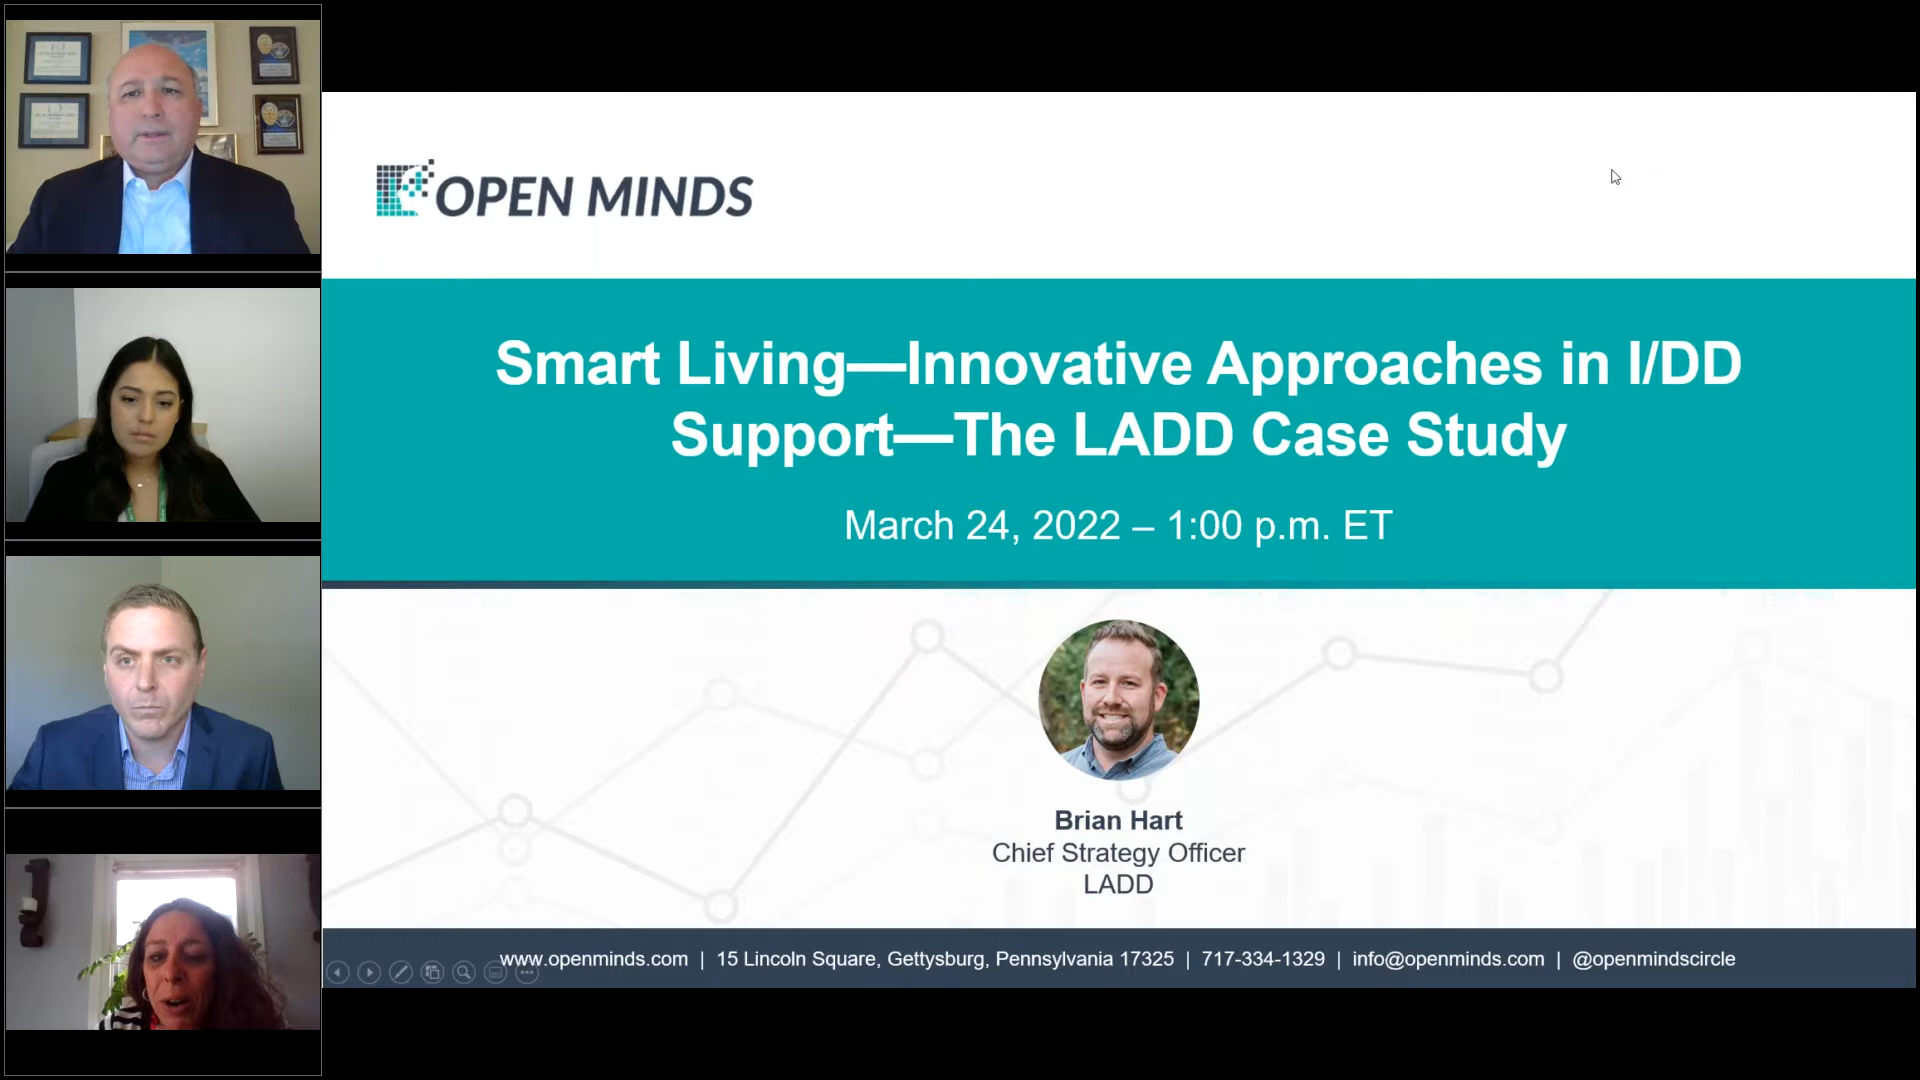 OPEN MINDS
Smart Living—Innovative Approaches in I/DD
Support—The LADD Case Study
March 24, 2022 – 1:00 p.m. ET
Brian Hart
Chief Strategy Officer
LADD
www.openminds.com | 15 Lincoln Square, Gettysburg, Pennsylvania 17325 | 717-334-1329 | info@openminds.com | @openmindscircle